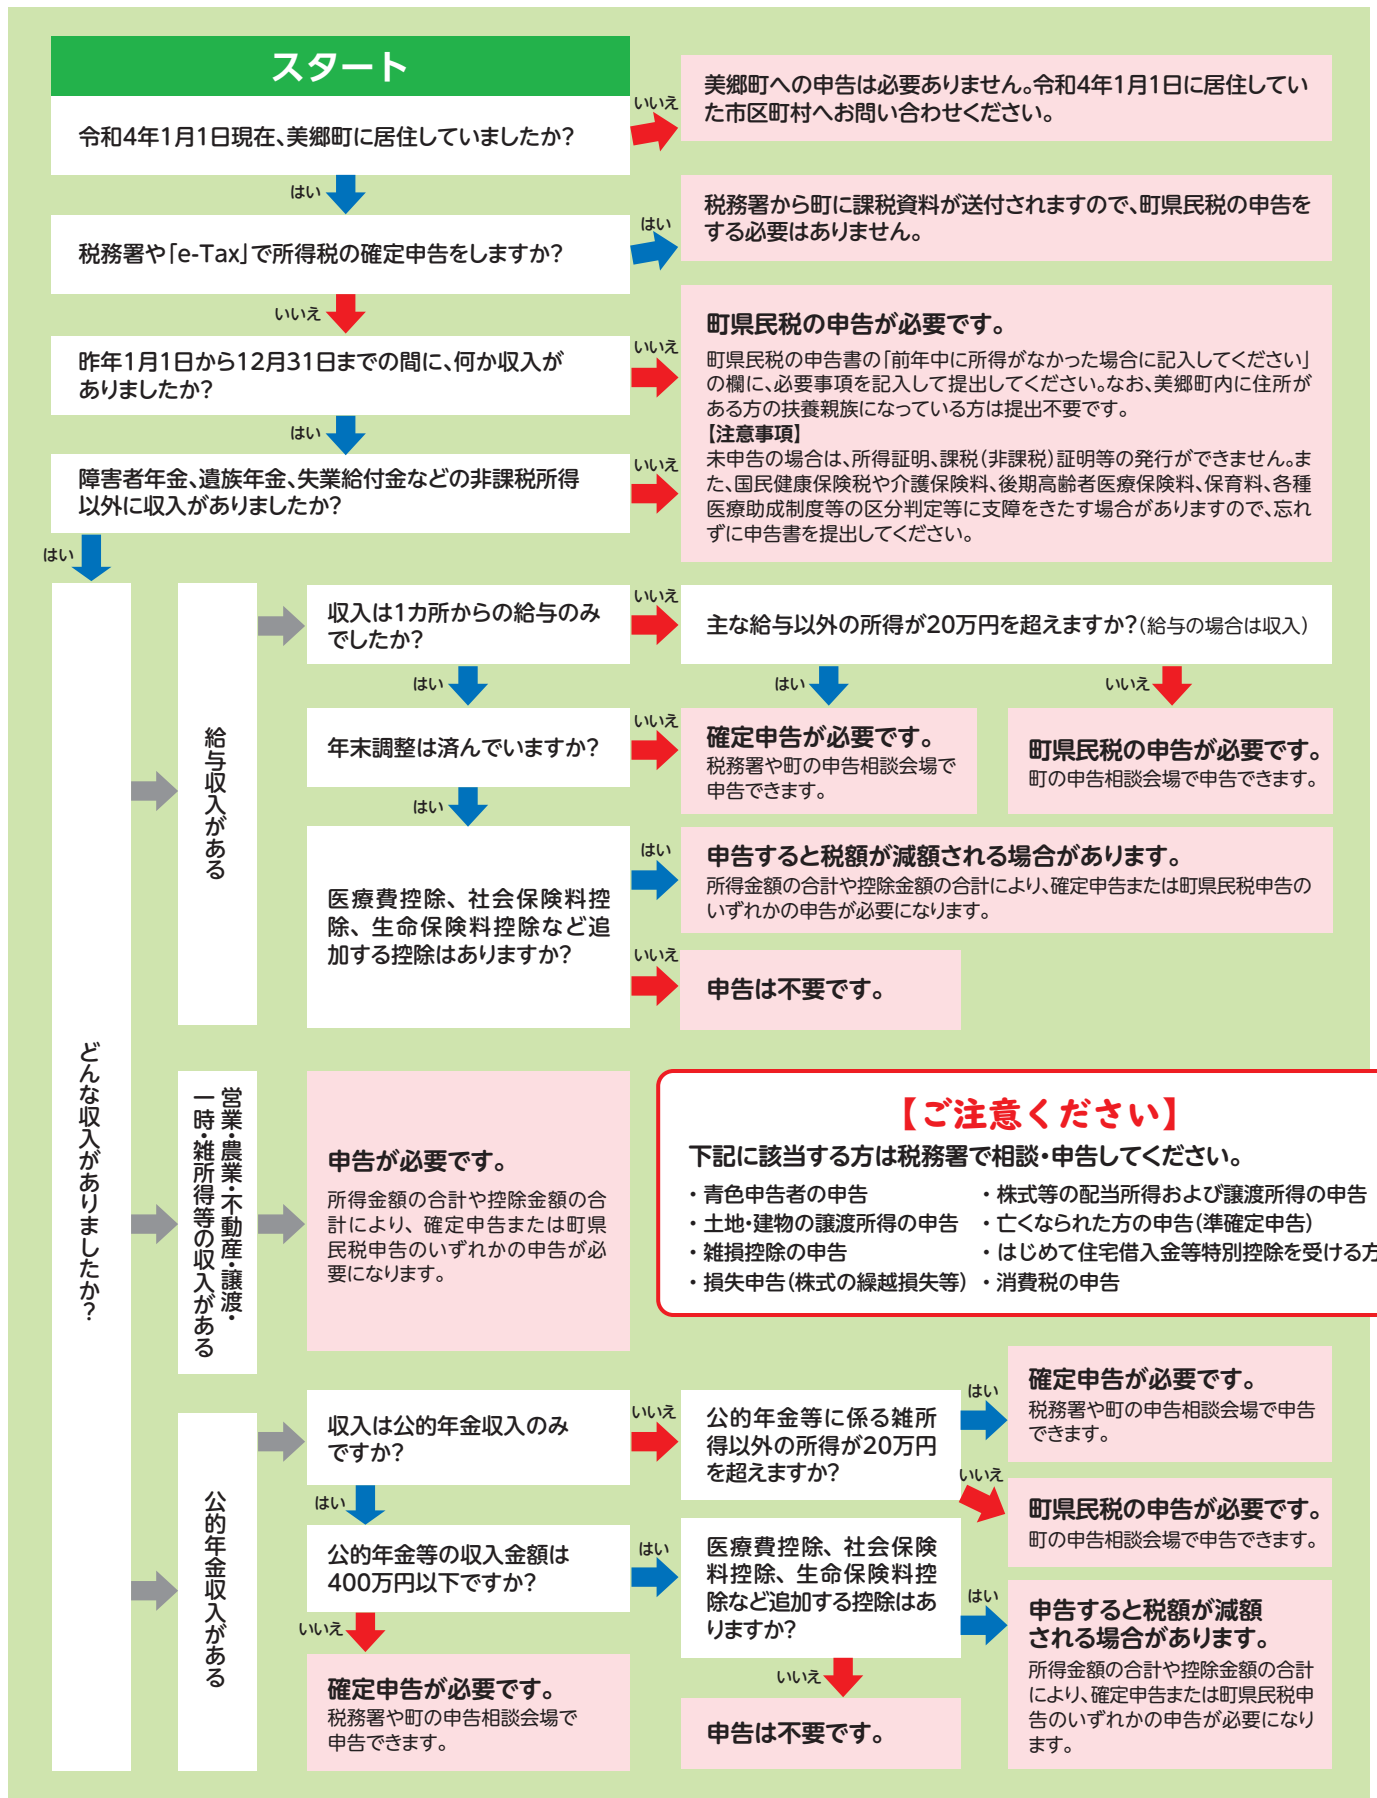 スタート
令和4年1月1日現在、美郷町に居住していましたか?
いいえ
美郷町への申告は必要ありません。令和4年1月1日に居住してい
た市区町村へお問い合わせください。
はい
税務署や「e-Tax」で所得税の確定申告をしますか?
はい
税務署から町に課税資料が送付されますので、町県民税の申告を
する必要はありません。
いいえ
昨年1月1日から12月31日までの間に、何か収入が
ありましたか?
いいえ
町県民税の申告が必要です。
町県民税の申告書の「前年中に所得がなかった場合に記入してください」
の欄に、必要事項を記入して提出してください。なお、美郷町内に住所が
ある方の扶養親族になっている方は提出不要です。
【注意事項】
未申告の場合は、所得証明、課税(非課税)証明等の発行ができません。ま
た、国民健康保険税や介護保険料、後期高齢者医療保険料、保育料、各種
医療助成制度等の区分判定等に支障をきたす場合がありますので、忘れ
ずに申告書を提出してください。
はい
障害者年金、遺族年金、失業給付金などの非課税所得
以外に収入がありましたか?
いいえ
はい
どんな収入がありましたか?
給与収入がある
収入は1カ所からの給与のみ
でしたか?
いいえ
主な給与以外の所得が20万円を超えますか?(給与の場合は収入)
はい
はい
いいえ
年末調整は済んでいますか?
いいえ
確定申告が必要です。
税務署や町の申告相談会場で
申告できます。
町県民税の申告が必要です。
町の申告相談会場で申告できます。
はい
医療費控除、社会保険料控
除、生命保険料控除など追
加する控除はありますか?
はい
申告すると税額が減額される場合があります。
所得金額の合計や控除金額の合計により、確定申告または町県民税申告の
いずれかの申告が必要になります。
いいえ
申告は不要です。
営業・農業・不動産・譲渡・
一時・雑所得等の収入がある
申告が必要です。
所得金額の合計や控除金額の合
計により、確定申告または町県
民税申告のいずれかの申告が必
要になります。
【ご注意ください】
下記に該当する方は税務署で相談・申告してください。
・青色申告者の申告
・土地・建物の譲渡所得の申告
・雑損控除の申告
・損失申告(株式の繰越損失等)
・株式等の配当所得および譲渡所得の申告
・亡くなられた方の申告(準確定申告)
・はじめて住宅借入金等特別控除を受ける方
・消費税の申告
公的年金収入がある
収入は公的年金収入のみ
ですか?
いいえ
公的年金等に係る雑所
得以外の所得が20万円
を超えますか?
はい
確定申告が必要です。
税務署や町の申告相談会場で申告
できます。
いいえ
町県民税の申告が必要です。
町の申告相談会場で申告できます。
はい
公的年金等の収入金額は
400万円以下ですか?
はい
医療費控除、社会保険
料控除、生命保険料控
除など追加する控除はあ
りますか?
はい
申告すると税額が減額
される場合があります。
所得金額の合計や控除金額の合計
により、確定申告または町県民税申
告のいずれかの申告が必要になり
ます。
いいえ
確定申告が必要です。
税務署や町の申告相談会場で
申告できます。
いいえ
申告は不要です。